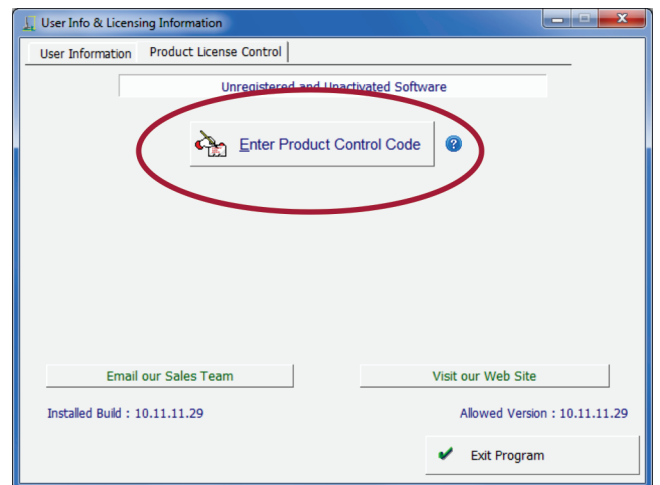 User Info & Licensing Information
User Information Product License Control
Unregistered and Unactivated Software
Enter Product Control Code
Email our Sales Team Visit our Web Site
Installed Build : 10.11.11.29 Allowed Version : 10.11.11.29
Exit Program